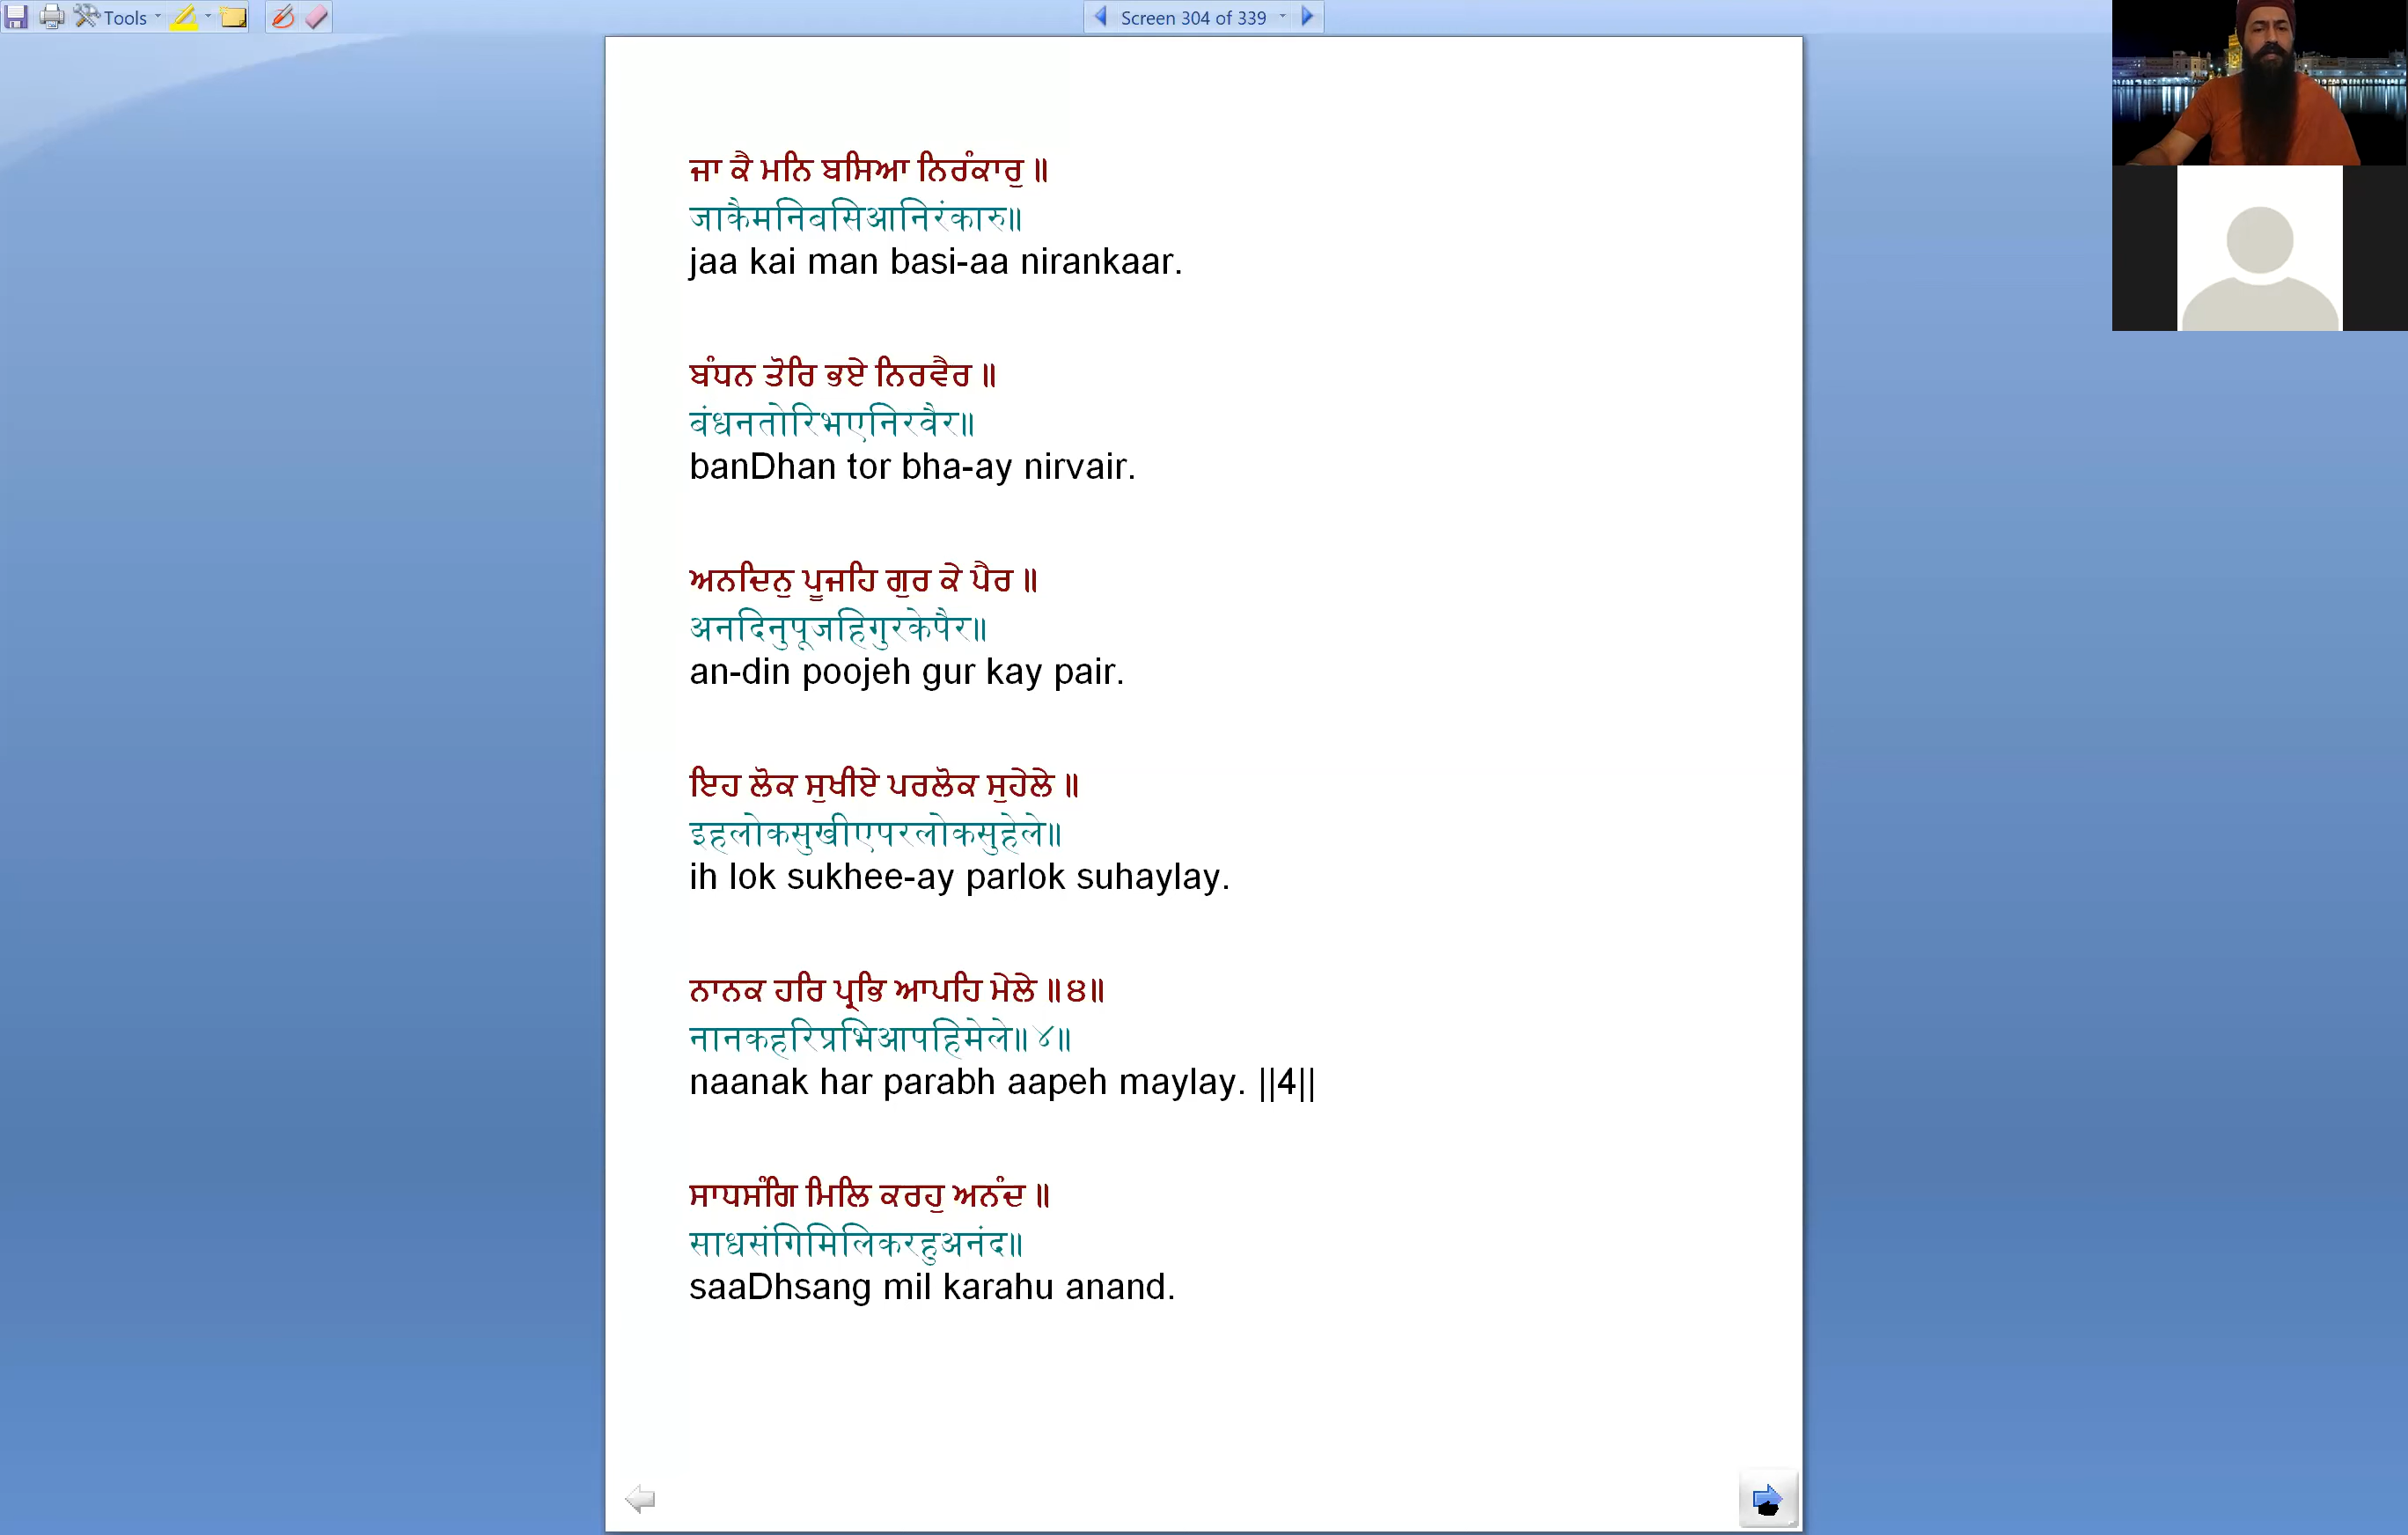 Tools
Screen 304 of 339
ਜਾ ਕੈ ਮਨਿ ਬਸਿਆ ਨਿਰੰਕਾਰੁ ॥
जाकैमनिबसिआनिरंकारु॥
jaa kai man basi-aa nirankaar.
ਬੰਧਨ ਤੋਰਿ ਭਏ ਨਿਰਵੈਰ ॥
बंधनतोरिभएनिरवैर॥
banDhan tor bha-ay nirvair.
ਅਨਦਿਨੁ ਪੂਜਹਿ ਗੁਰ ਕੇ ਪੈਰ ॥
अनदिनुपूजहिगुरकेपैर॥
an-din poojeh gur kay pair.
ਇਹ ਲੋਕ ਸੁਖੀਏ ਪਰਲੋਕ ਸੁਹੇਲੇ ॥
इहलोकसुखीएपरलोकसुहेले॥
ih lok sukhee-ay parlok suhaylay.
ਨਾਨਕ ਹਰਿ ਪ੍ਰਭਿ ਆਪਹਿ ਮੇਲੇ ॥੪॥
नानकहरिप्रभिआपहिमेले॥४॥
naanak har parabh aapeh maylay. ||4||
ਸਾਧਸੰਗਿ ਮਿਲਿ ਕਰਹੁ ਅਨੰਦ ॥
साधसंगिमिलिकरहुअनंद॥
saaDhsang mil karahu anand.